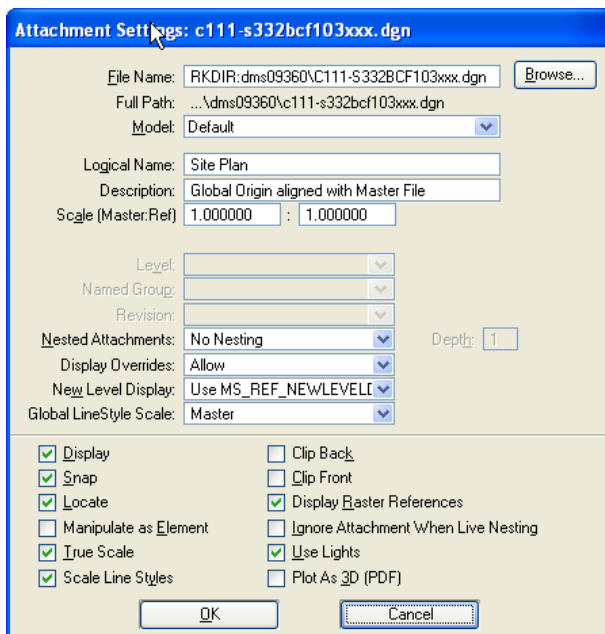 Attachment Settings: c111-s332bcf103xxx.dgn
File Name: RKDIR:dms09360\C111-S332BCF103xxx.dgn Browse...
Full Path: ...\dms09360\c111-s332bcf103xxx.dgn
Model: Default
Logical Name: Site Plan
Description: Global Origin aligned with Master File
Scale (Master:Ref) 1.000000 : 1.000000
Level:
Named Group:
Revision:
Nested Attachments: No Nesting Depth: 1
Display Overrides: Allow
New Level Display: Use MS_REF_NEWLEVELD
Global LineStyle Scale: Master
Display Clip Back
Snap Clip Front
Locate Display Raster References
Manipulate as Element Ignore Attachment When Live Nesting
True Scale Use Lights
Scale Line Styles Plot As 3D (PDF)
OK Cancel